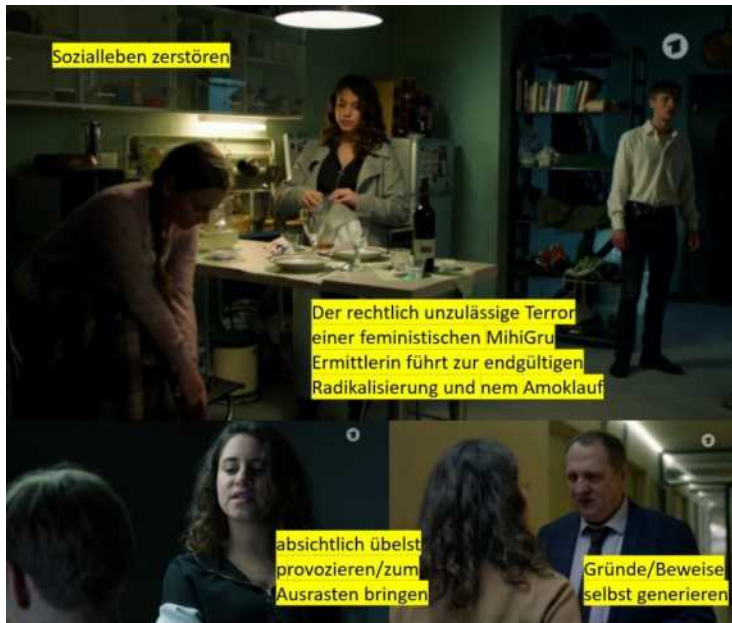 Sozialleben zerstören
Der rechtlich unzulässige Terror
einer feministischen MihiGru
Ermittlerin führt zur endgültigen
Radikalisierung und nem Amoklauf
absichtlich übelst
provozieren/zum
Ausrasten bringen
Gründe/Beweise
selbst generieren